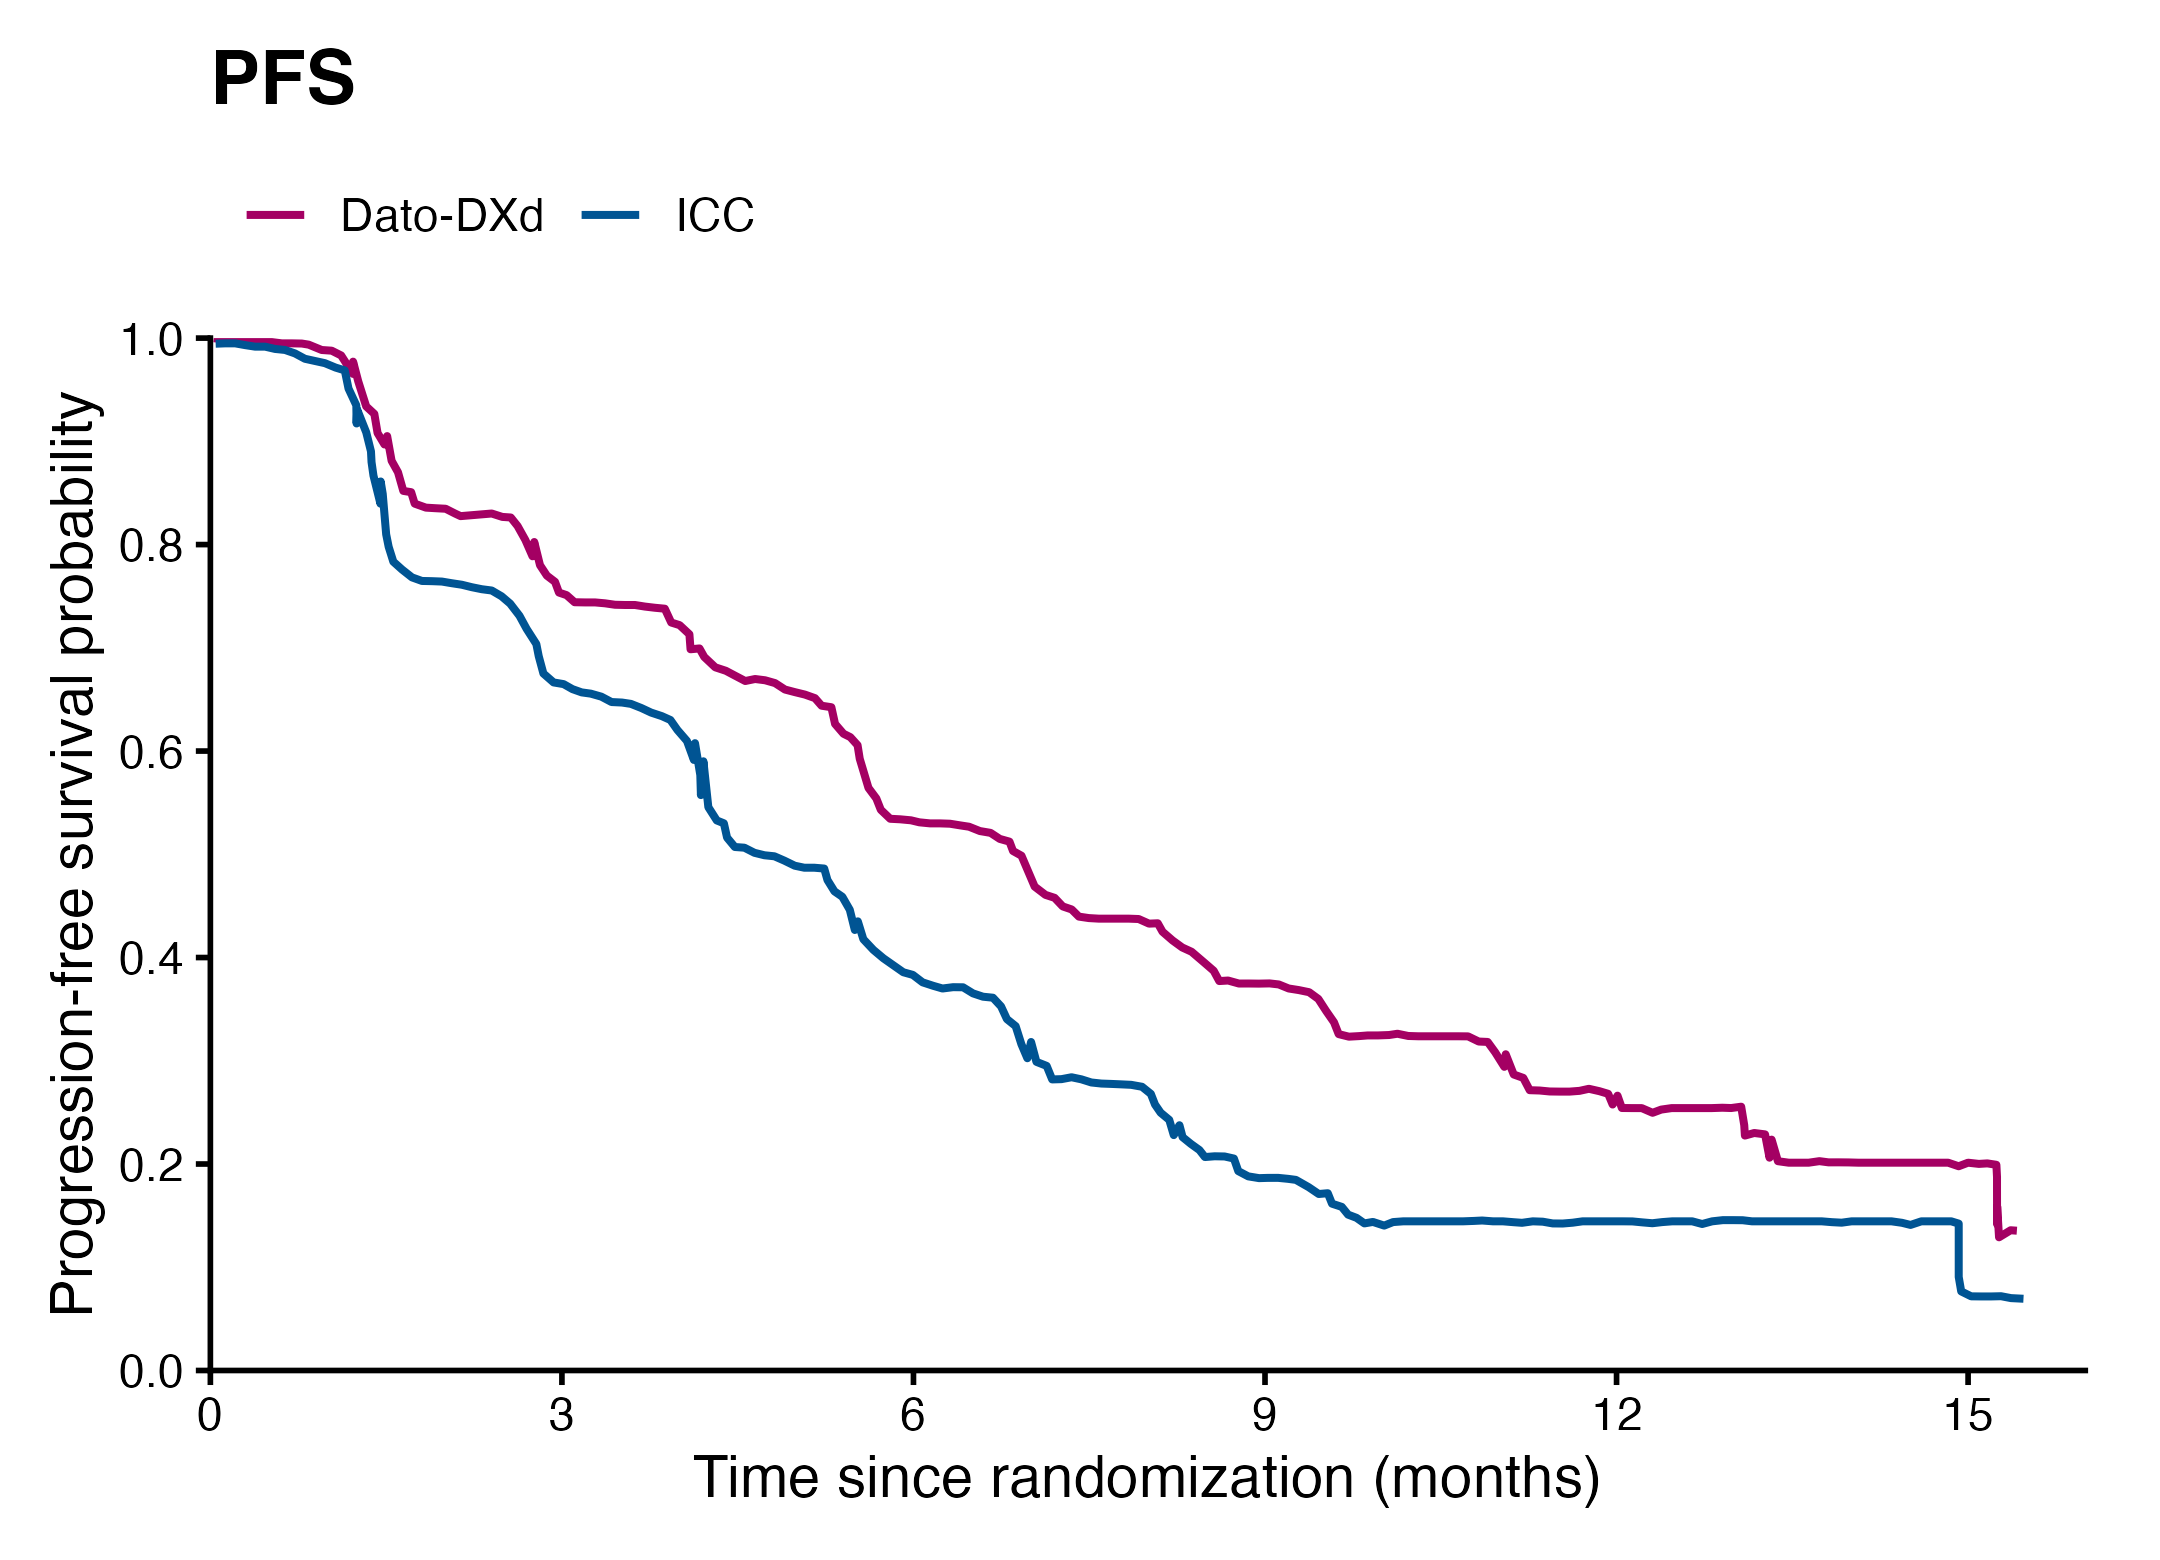 PFS
Dato-DXd ICC
Progression-free survival probability
1.0
0.8
0.6
0.4
0.2
0.0
0 3 6 9 12 15
Time since randomization (months)